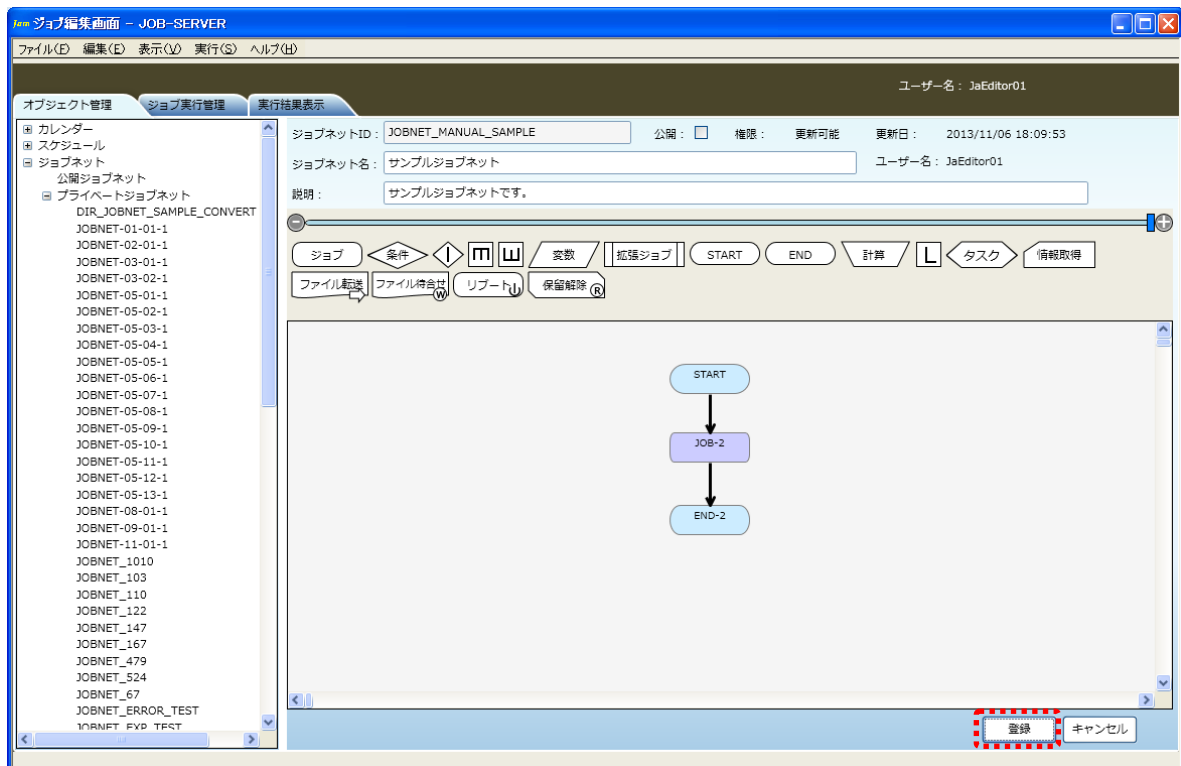 Jam ジョブ編集画面 - JOB-SERVER
ファイル(F) 編集(E) 表示(V) 実行(S) ヘルプ(H)
ユーザー名： JaEditor01
オブジェクト管理 ジョブ実行管理 実行結果表示
カレンダー
スケジュール
ジョブネット
公開ジョブネット
プライベートジョブネット
DIR_JOBNET_SAMPLE_CONVERT
JOBNET-01-01-1
JOBNET-02-01-1
JOBNET-03-01-1
JOBNET-03-02-1
JOBNET-05-01-1
JOBNET-05-02-1
JOBNET-05-03-1
JOBNET-05-04-1
JOBNET-05-05-1
JOBNET-05-06-1
JOBNET-05-07-1
JOBNET-05-08-1
JOBNET-05-09-1
JOBNET-05-10-1
JOBNET-05-11-1
JOBNET-05-12-1
JOBNET-05-13-1
JOBNET-08-01-1
JOBNET-09-01-1
JOBNET-11-01-1
JOBNET_1010
JOBNET_103
JOBNET_110
JOBNET_122
JOBNET_147
JOBNET_167
JOBNET_479
JOBNET_524
JOBNET_67
JOBNET_ERROR_TEST
JOBNET_EXP_TEST
ジョブネットID： JOBNET_MANUAL_SAMPLE 公開： 権限： 更新可能 更新日： 2013/11/06 18:09:53
ジョブネット名： サンプルジョブネット ユーザー名： JaEditor01
説明： サンプルジョブネットです。
ジョブ 条件 変数 拡張ジョブ START END 計算 L タスク 情報取得
ファイル転送 ファイル待合せ W リブート 保留解除 R
START
JOB-2
END-2
登録 キャンセル